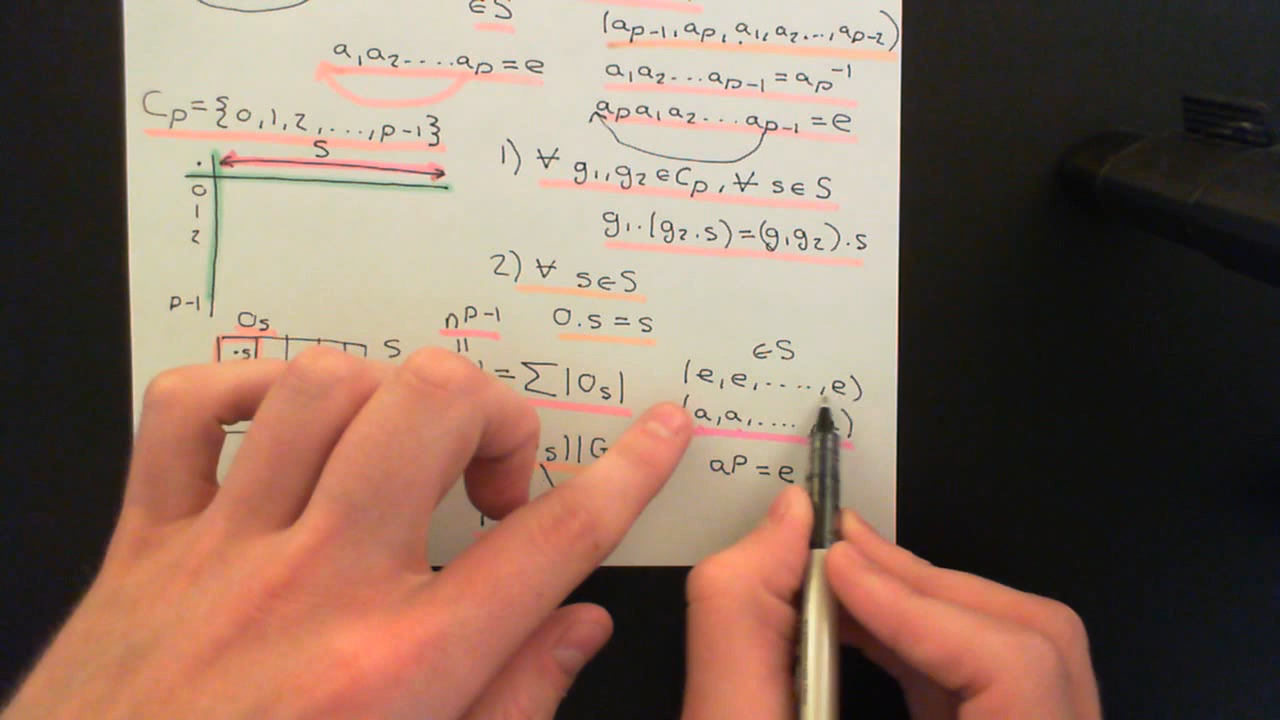 ∈S
(aₚ₋₁, aₚ, a₁, a₂..., aₚ₋₂)
a₁a₂....aₚ=e
a₁a₂...aₚ₋₁=aₚ⁻¹
aₚa₁a₂...aₚ₋₁=e
Cₚ={0,1,2,...,p-1}
S
.
0
1
2
p-1
1) ∀ g₁,g₂∈Cₚ, ∀ s∈S
g₁.(g₂.s)=(g₁g₂).s
2) ∀ s∈S
0.s=s
Oₛ
.s
S
nᵖ⁻¹
||
=∑|Oₛ|
s)||G
∈S
(e,e,....,e)
(a,a,....
aᵖ=e